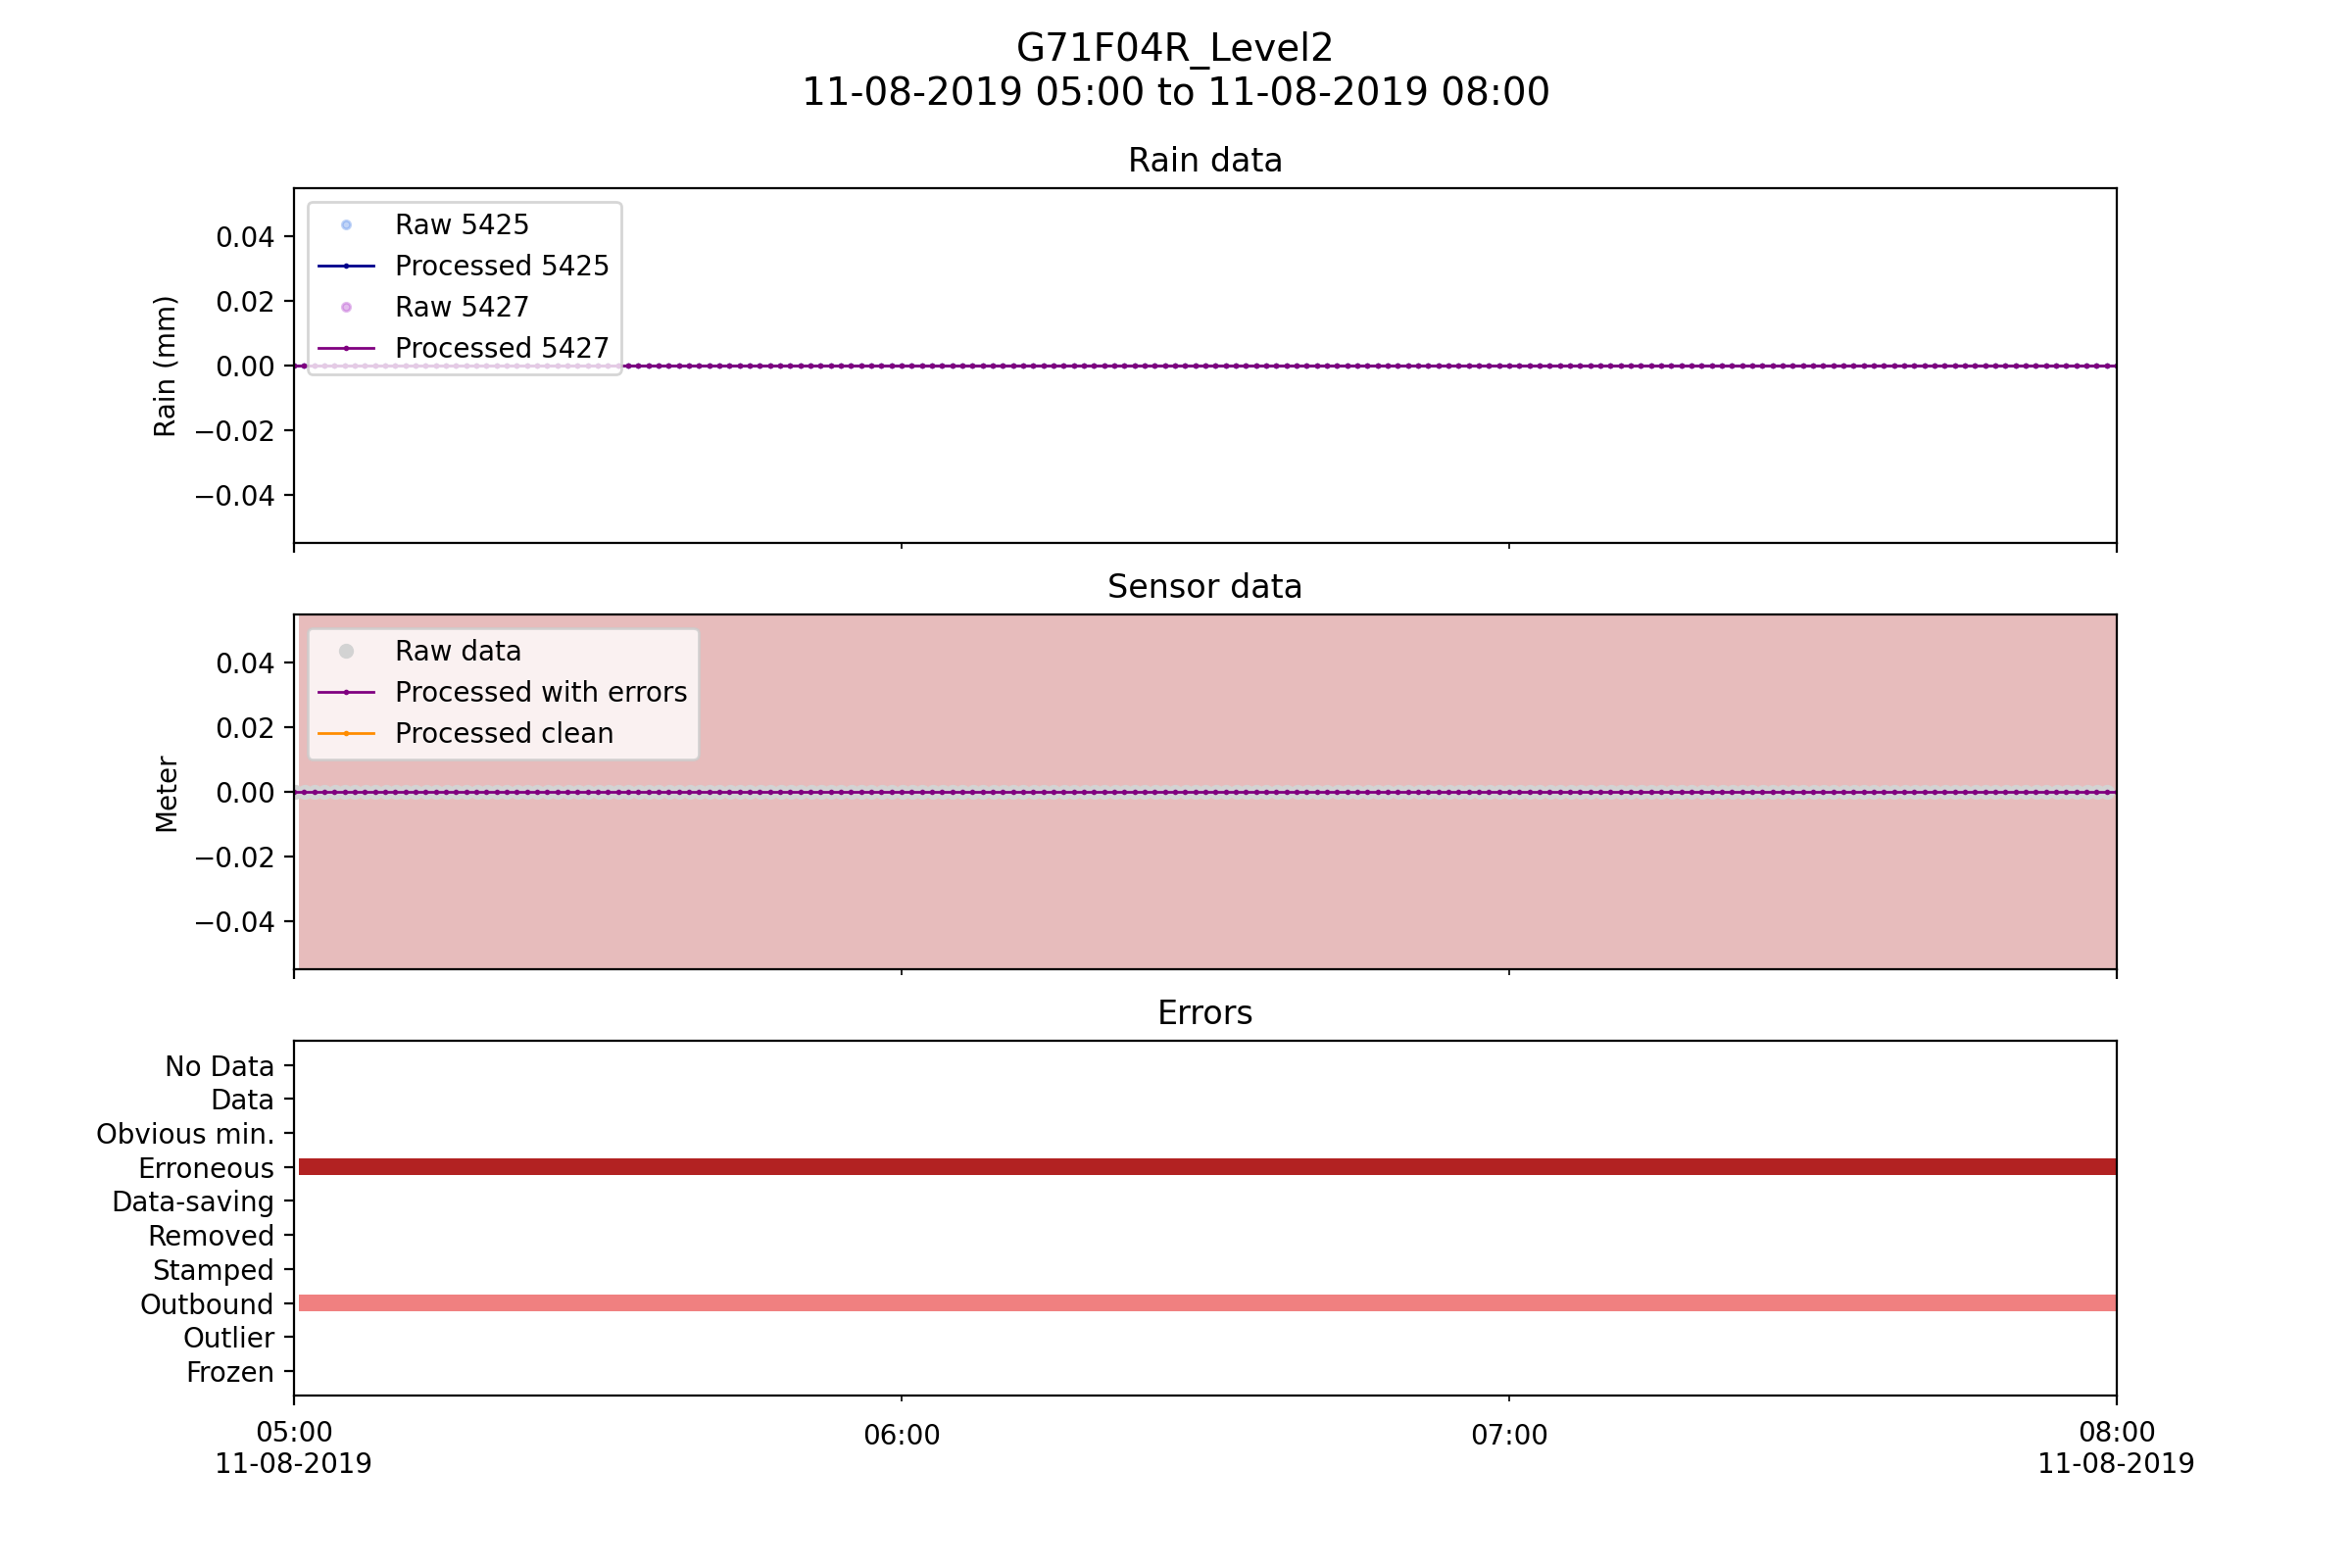 G71F04R_Level2
11-08-2019 05:00 to 11-08-2019 08:00
Rain data
Rain (mm)
0.04
0.02
0.00
−0.02
−0.04
Raw 5425
Processed 5425
Raw 5427
Processed 5427
Sensor data
Meter
0.04
0.02
0.00
−0.02
−0.04
Raw data
Processed with errors
Processed clean
Errors
No Data
Data
Obvious min.
Erroneous
Data-saving
Removed
Stamped
Outbound
Outlier
Frozen
05:00
11-08-2019
06:00
07:00
08:00
11-08-2019